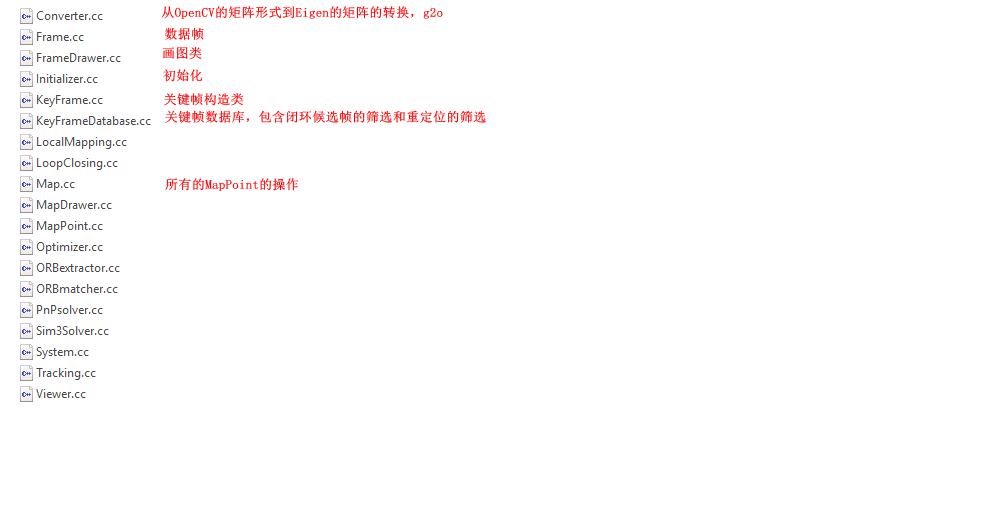 Converter.cc 从OpenCV的矩阵形式到Eigen的矩阵的转换，g2o
Frame.cc 数据帧
FrameDrawer.cc 画图类
Initializer.cc 初始化
KeyFrame.cc 关键帧构造类
KeyFrameDatabase.cc 关键帧数据库，包含闭环候选帧的筛选和重定位的筛选
LocalMapping.cc
LoopClosing.cc
Map.cc 所有的MapPoint的操作
MapDrawer.cc
MapPoint.cc
Optimizer.cc
ORBextractor.cc
ORBmatcher.cc
PnPsolver.cc
Sim3Solver.cc
System.cc
Tracking.cc
Viewer.cc